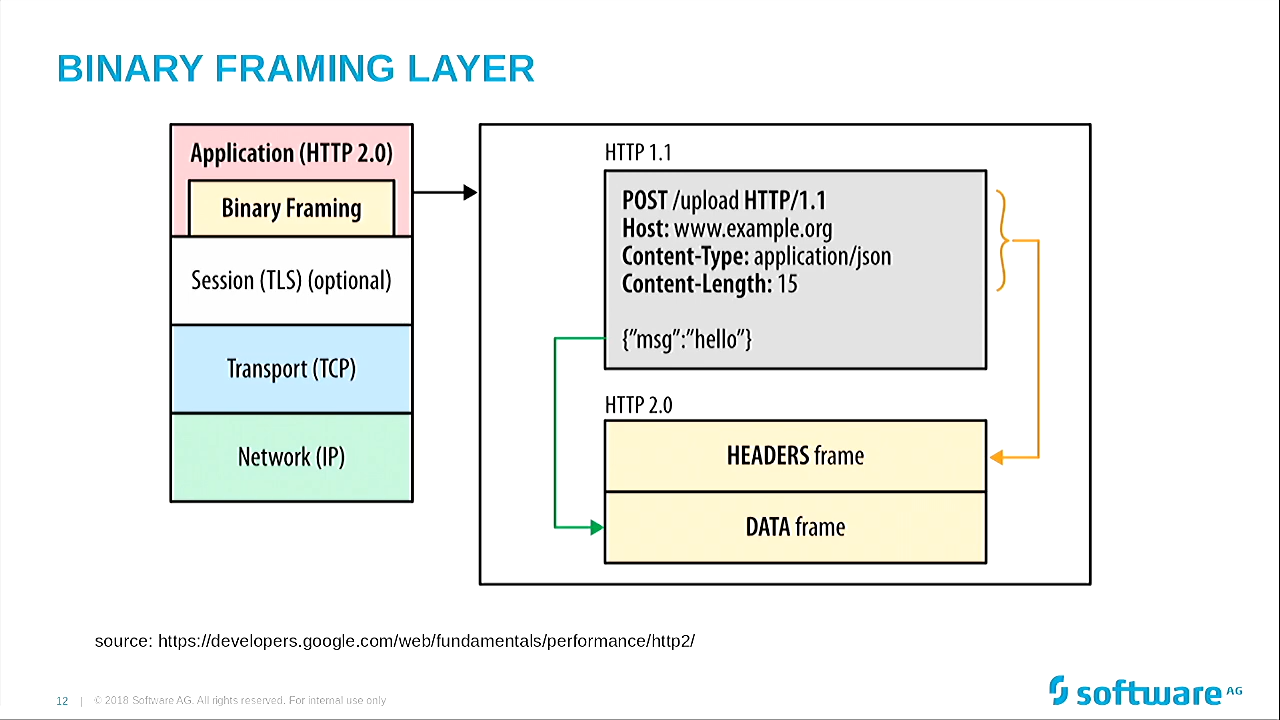 BINARY FRAMING LAYER
Application (HTTP 2.0)
Binary Framing
Session (TLS) (optional)
Transport (TCP)
Network (IP)
HTTP 1.1
POST /upload HTTP/1.1
Host: www.example.org
Content-Type: application/json
Content-Length: 15
{"msg":"hello"}
HTTP 2.0
HEADERS frame
DATA frame
source: https://developers.google.com/web/fundamentals/performance/http2/
12 | © 2018 Software AG. All rights reserved. For internal use only
software AG